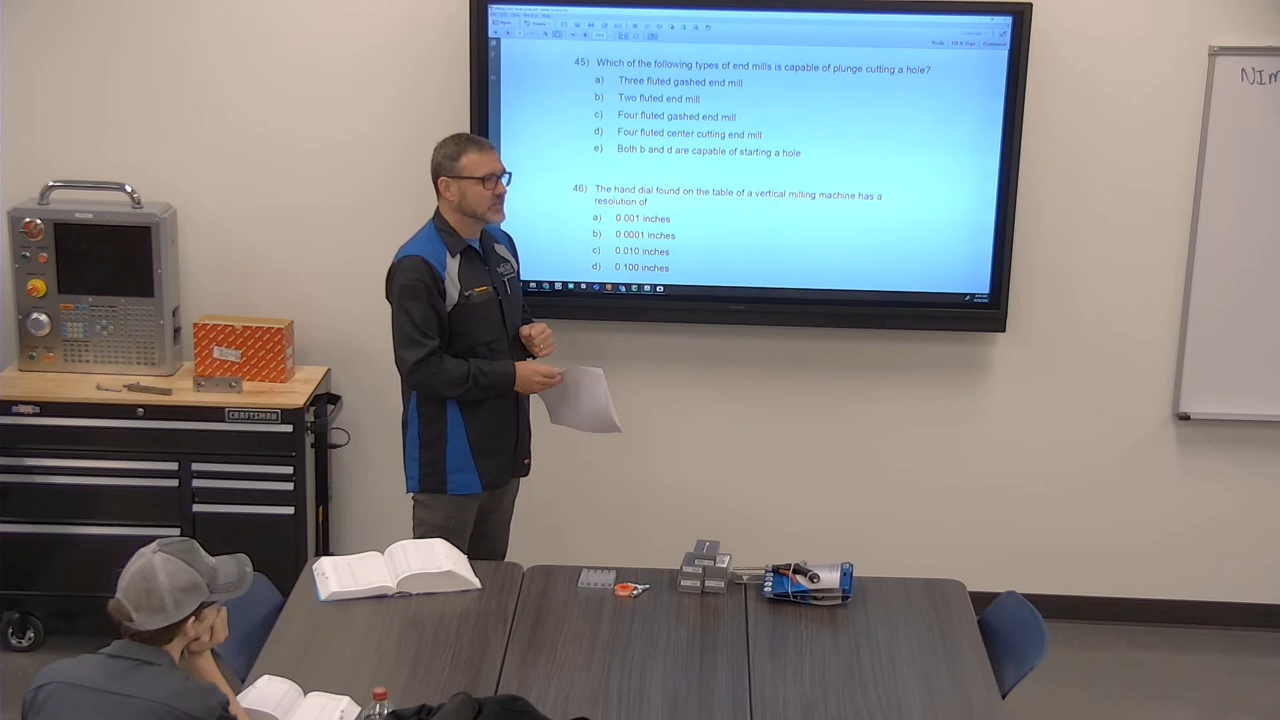 45) Which of the following types of end mills is capable of plunge cutting a hole?
a) Three fluted gashed end mill
b) Two fluted end mill
c) Four fluted gashed end mill
d) Four fluted center cutting end mill
e) Both b and d are capable of starting a hole
46) The hand dial found on the table of a vertical milling machine has a
resolution of
a) 0 001 inches
b) 0 0001 inches
c) 0.010 inches
d) 0 100 inches
Fill & Sign
Comment
NIM
CRAFTSMAN